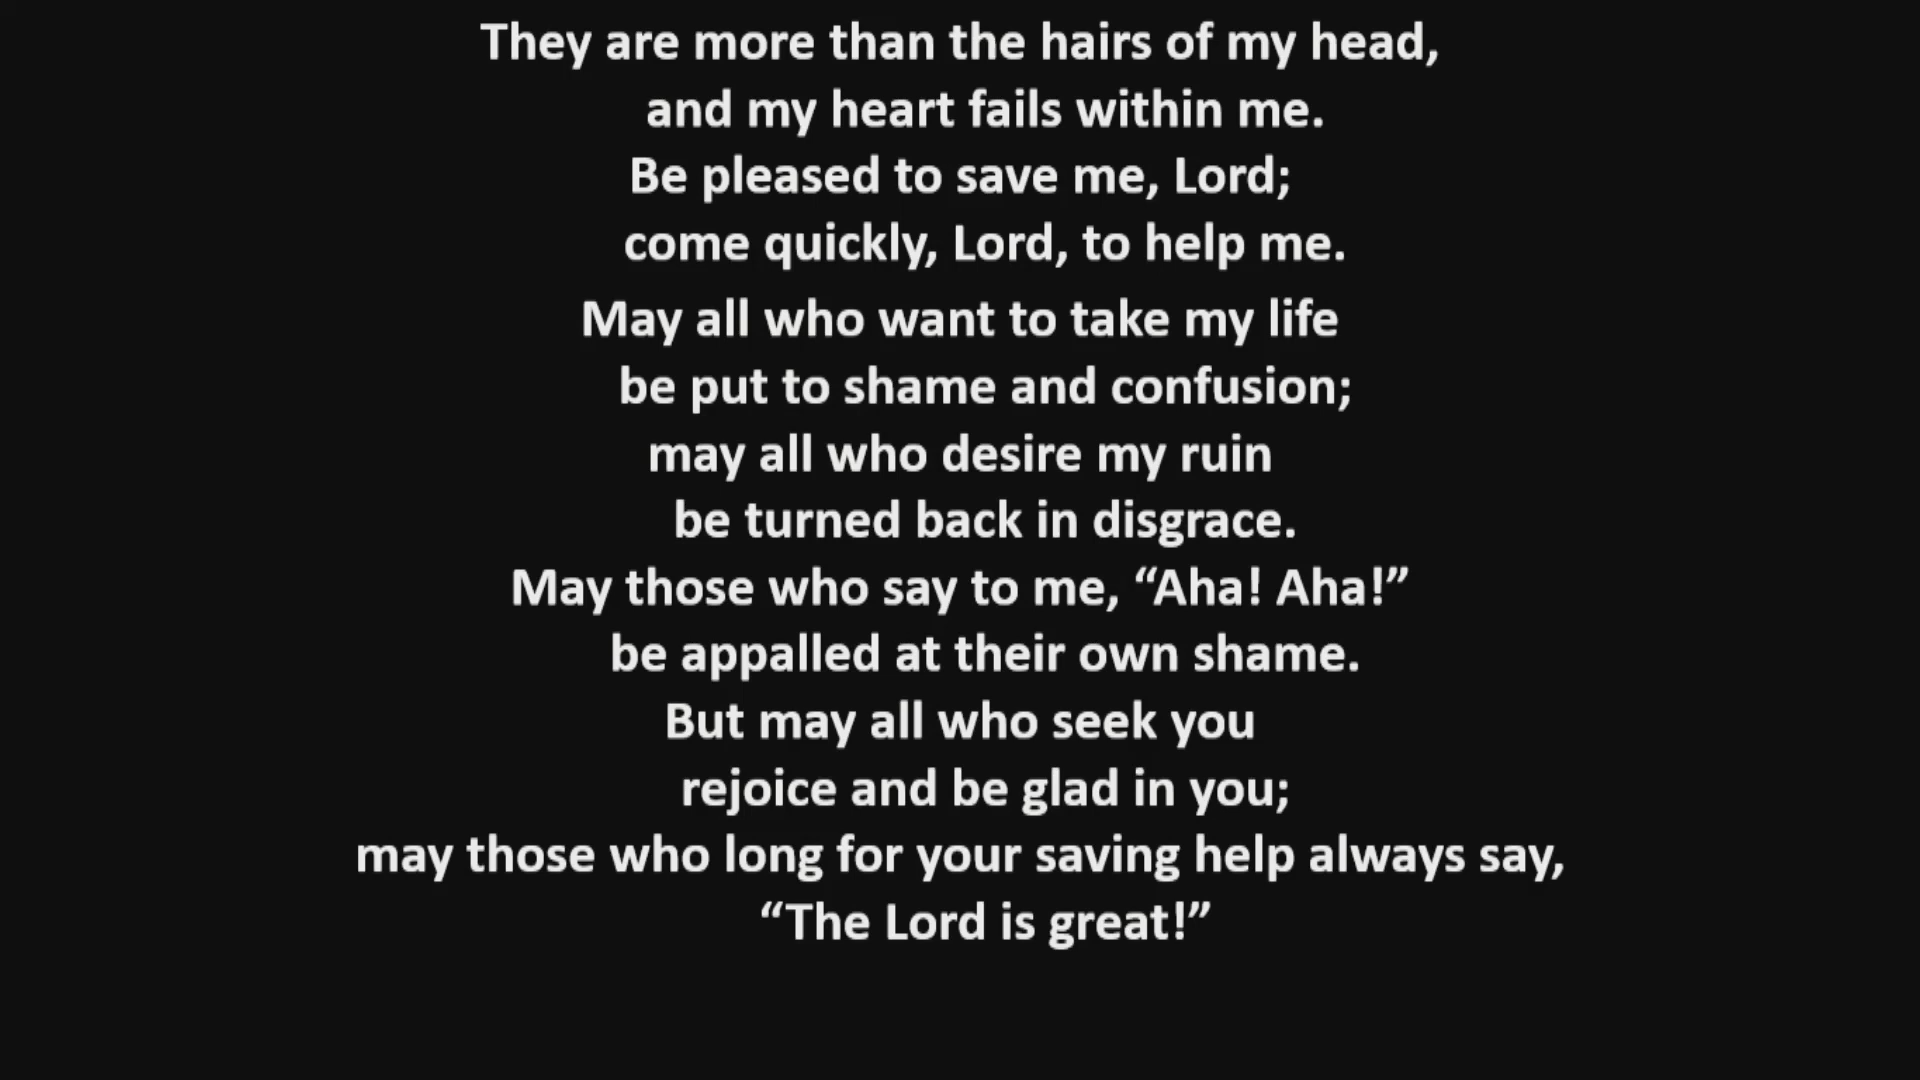 They are more than the hairs of my head,
and my heart fails within me.
Be pleased to save me, Lord;
come quickly, Lord, to help me.
May all who want to take my life
be put to shame and confusion;
may all who desire my ruin
be turned back in disgrace.
May those who say to me, “Aha! Aha!”
be appalled at their own shame.
But may all who seek you
rejoice and be glad in you;
may those who long for your saving help always say,
“The Lord is great!”